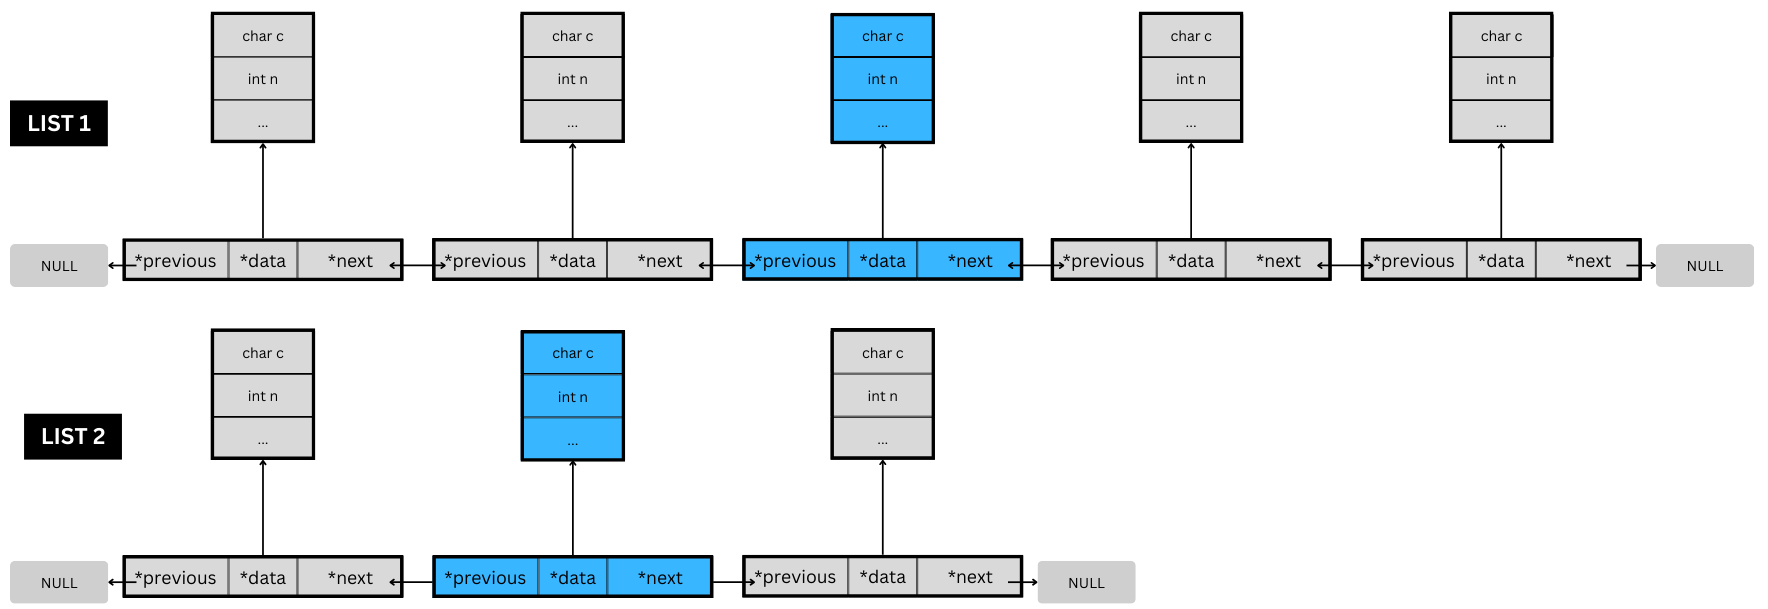 char c char c char c char c char c
int n int n int n int n int n
... ... ... ... ...
LIST 1
NULL *previous *data *next *previous *data *next *previous *data *next *previous *data *next *previous *data *next NULL
char c char c char c
int n int n int n
... ... ...
LIST 2
NULL *previous *data *next *previous *data *next *previous *data *next NULL